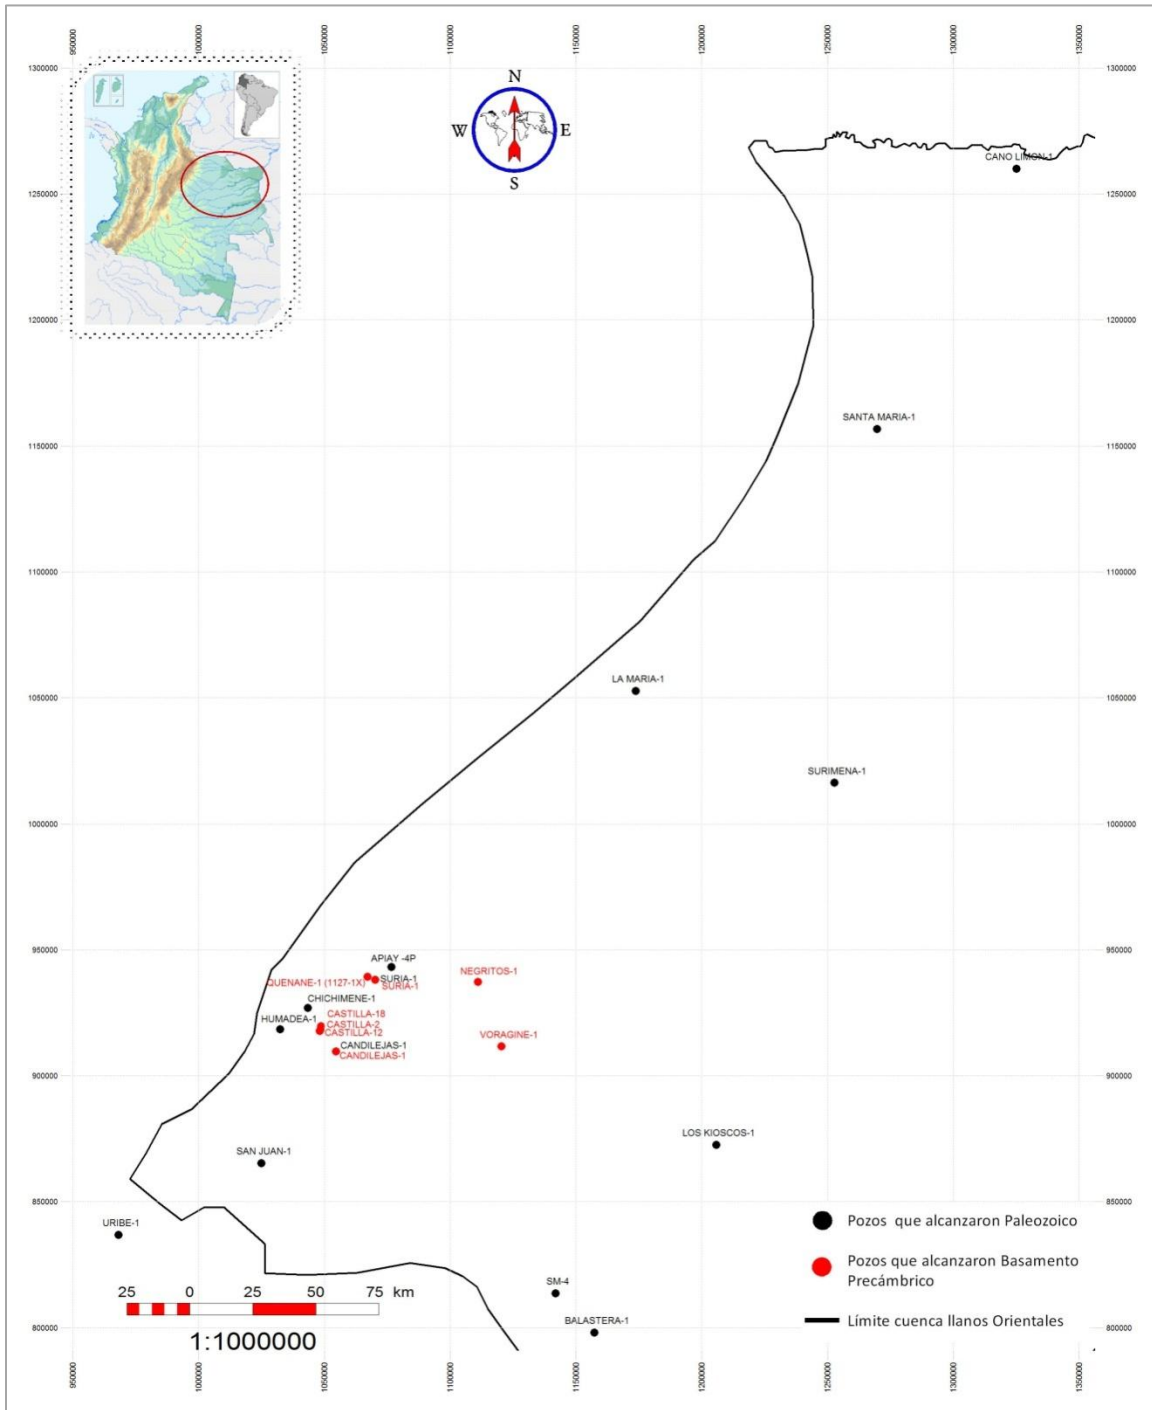 950000
1000000
1050000
1100000
1150000
1200000
1250000
1300000
1350000
1300000
1300000
N
W
E
S
CANO LIMON-1
1250000
1250000
1200000
1200000
SANTA MARIA-1
1150000
1150000
1100000
1100000
LA MARIA-1
1050000
1050000
SURIMENA-1
1000000
1000000
950000
950000
APIAY -4P
NEGRITOS-1
SURIA-1
QUENANE-1 (1127-1X)
SURIA-1
CHICHIMENE-1
CASTILLA-18
HUMADEA-1
CASTILLA-2
CASTILLA-12
VORAGINE-1
CANDILEJAS-1
CANDILEJAS-1
900000
900000
LOS KIOSCOS-1
SAN JUAN-1
850000
850000
URIBE-1
Pozos que alcanzaron Paleozoico
Pozos que alcanzaron Basamento
Precámbrico
SM-4
25 0 25 50 75 km
BALASTERA-1
Límite cuenca llanos Orientales
800000
800000
1:1000000
950000
1000000
1050000
1100000
1150000
1200000
1250000
1300000
1350000